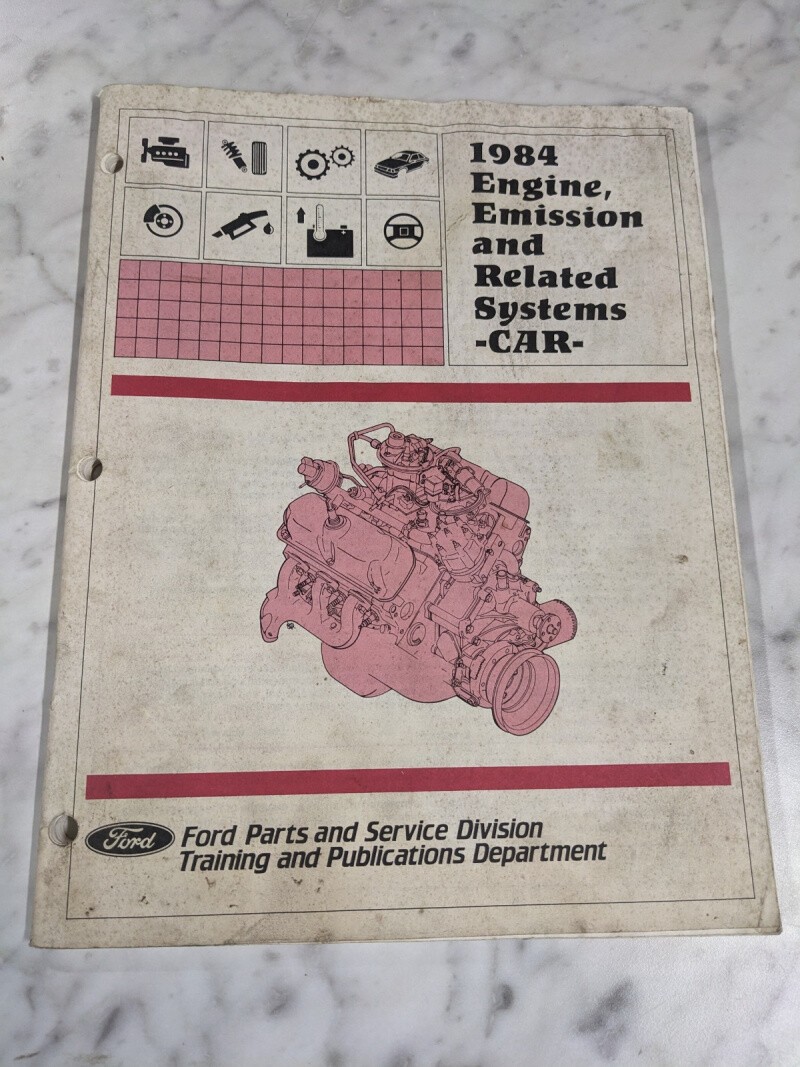 1984
Engine,
Emission
and
Related
Systems
-CAR-
Ford
Ford Parts and Service Division
Training and Publications Department